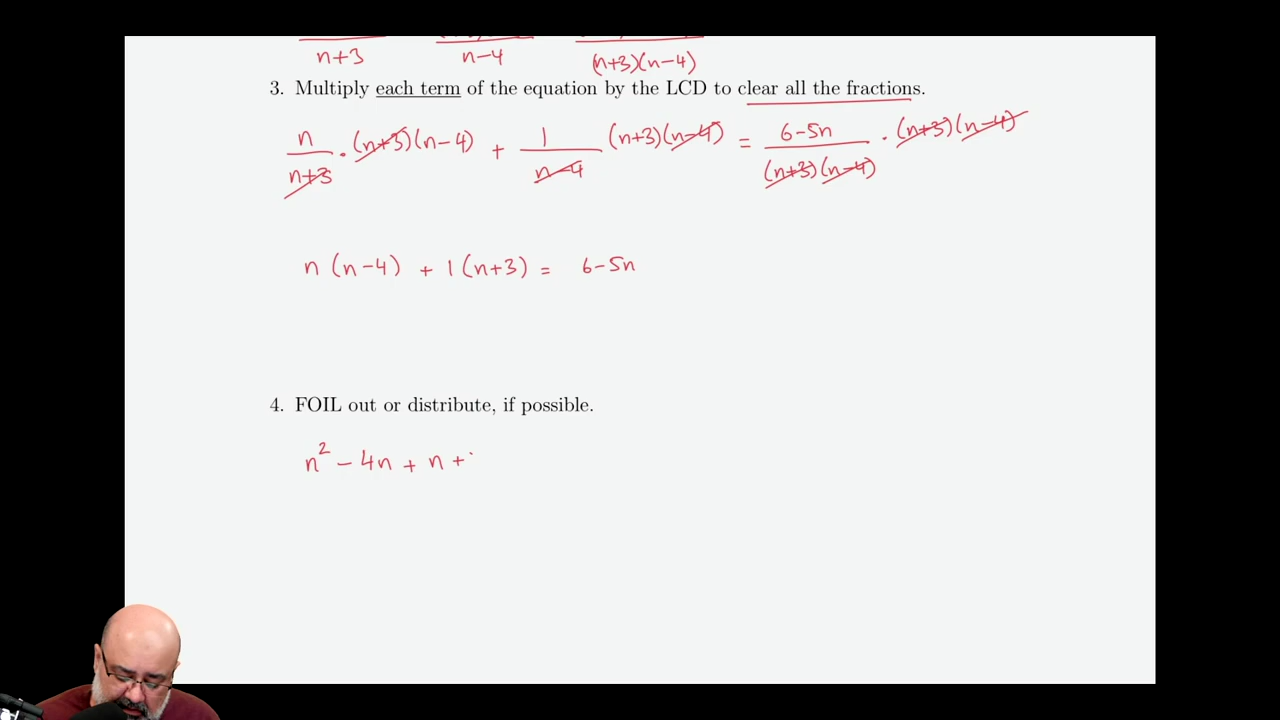 n+3 n-4 (n+3)(n-4)
3. Multiply each term of the equation by the LCD to clear all the fractions.
n/(n+3) · (n+3)(n-4) + 1/(n-4) (n+3)(n-4) = (6-5n)/((n+3)(n-4)) · (n+3)(n-4)
n(n-4) + 1(n+3) = 6-5n
4. FOIL out or distribute, if possible.
n² - 4n + n +